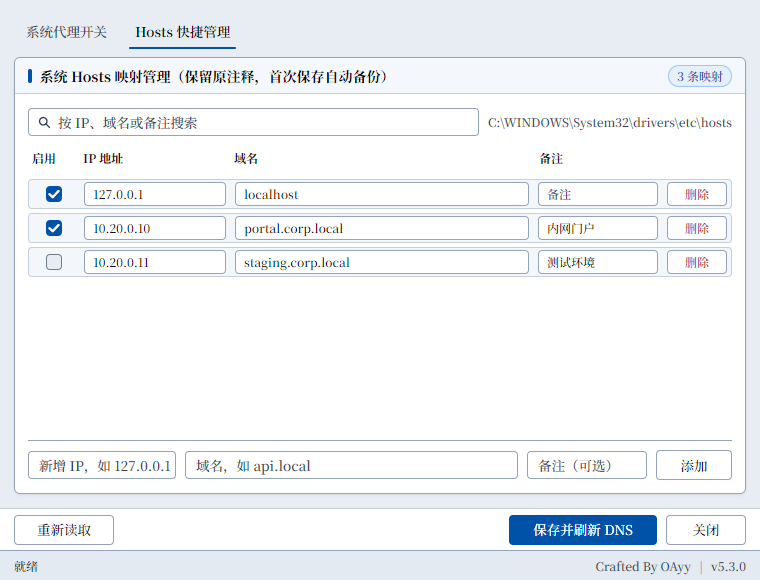 系统代理开关 Hosts 快捷管理
系统 Hosts 映射管理（保留原注释，首次保存自动备份） 3 条映射
按 IP、域名或备注搜索 C:\WINDOWS\System32\drivers\etc\hosts
启用 IP 地址 域名 备注
127.0.0.1 localhost 备注 删除
10.20.0.10 portal.corp.local 内网门户 删除
10.20.0.11 staging.corp.local 测试环境 删除
新增 IP，如 127.0.0.1 域名，如 api.local 备注（可选） 添加
重新读取 保存并刷新 DNS 关闭
就绪 Crafted By OAyy | v5.3.0